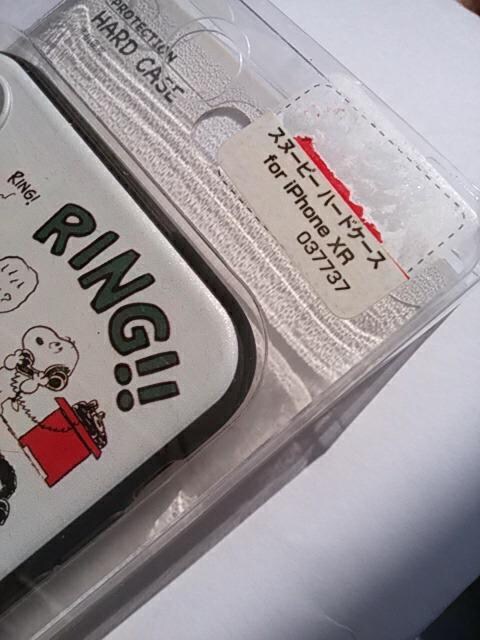 PROTECTION
HARD CASE
スヌーピー ハードケース
for iPhone XR
037737
RING!
RING!!
?